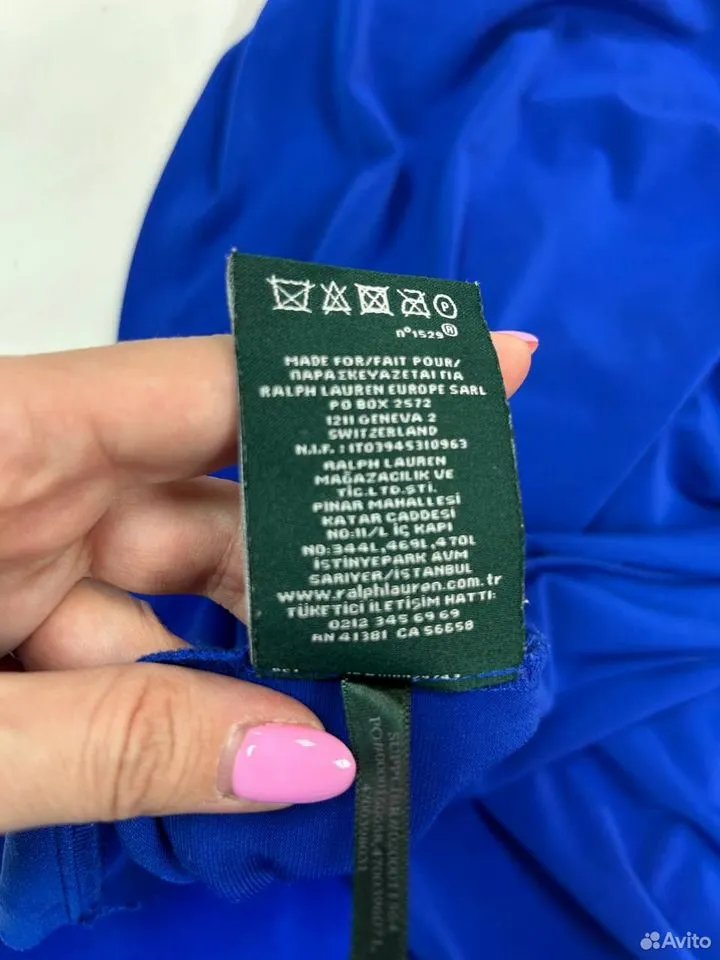 P
n°1529®
MADE FOR/FAIT POUR/
ΠΑΡΑΣΚΕΥΑΖΕΤΑΙ ΓΙΑ
RALPH LAUREN EUROPE SARL
PO BOX 2572
1211 GENEVA 2
SWITZERLAND
N.I.F. : IT03945310963
RALPH LAUREN
MAĞAZACILIK VE
TİC.LTD.STİ.
PINAR MAHALLESİ
KATAR CADDESİ
NO:11/L İÇ KAPI
NO:344L,469L,470L
İSTİNYEPARK AVM
SARIYER/İSTANBUL
www.ralphlauren.com.tr
TÜKETİCİ İLETİŞİM HATTI:
0212 345 69 69
RN 41381 CA 56658
Avito